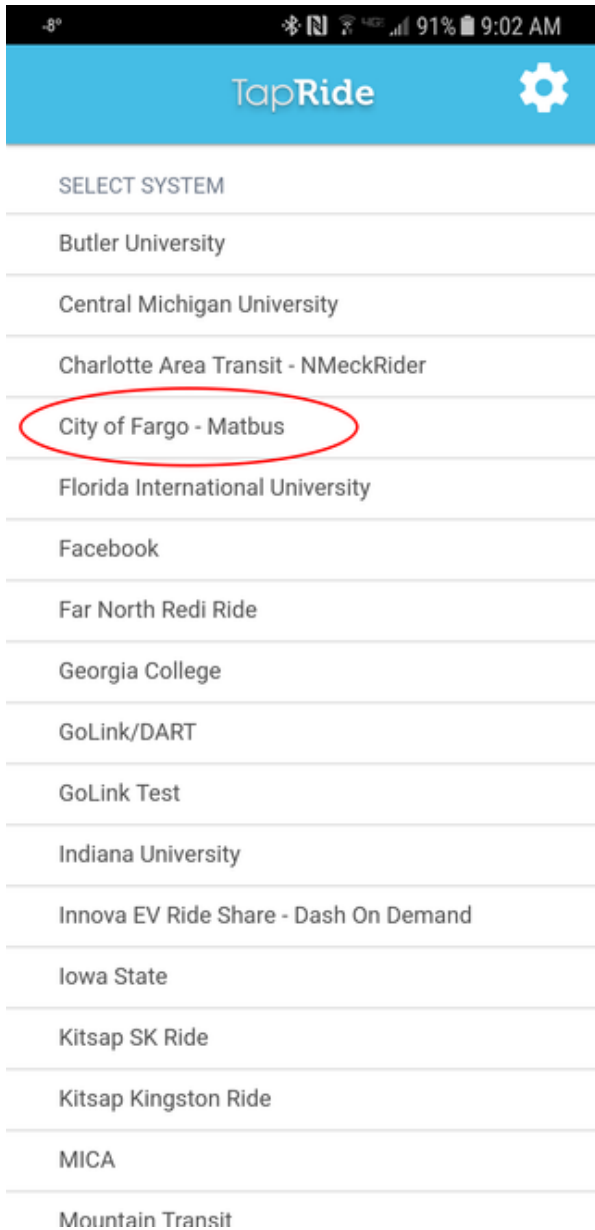 -8° 91% 9:02 AM
TapRide
SELECT SYSTEM
Butler University
Central Michigan University
Charlotte Area Transit - NMeckRider
City of Fargo - Matbus
Florida International University
Facebook
Far North Redi Ride
Georgia College
GoLink/DART
GoLink Test
Indiana University
Innova EV Ride Share - Dash On Demand
Iowa State
Kitsap SK Ride
Kitsap Kingston Ride
MICA
Mountain Transit